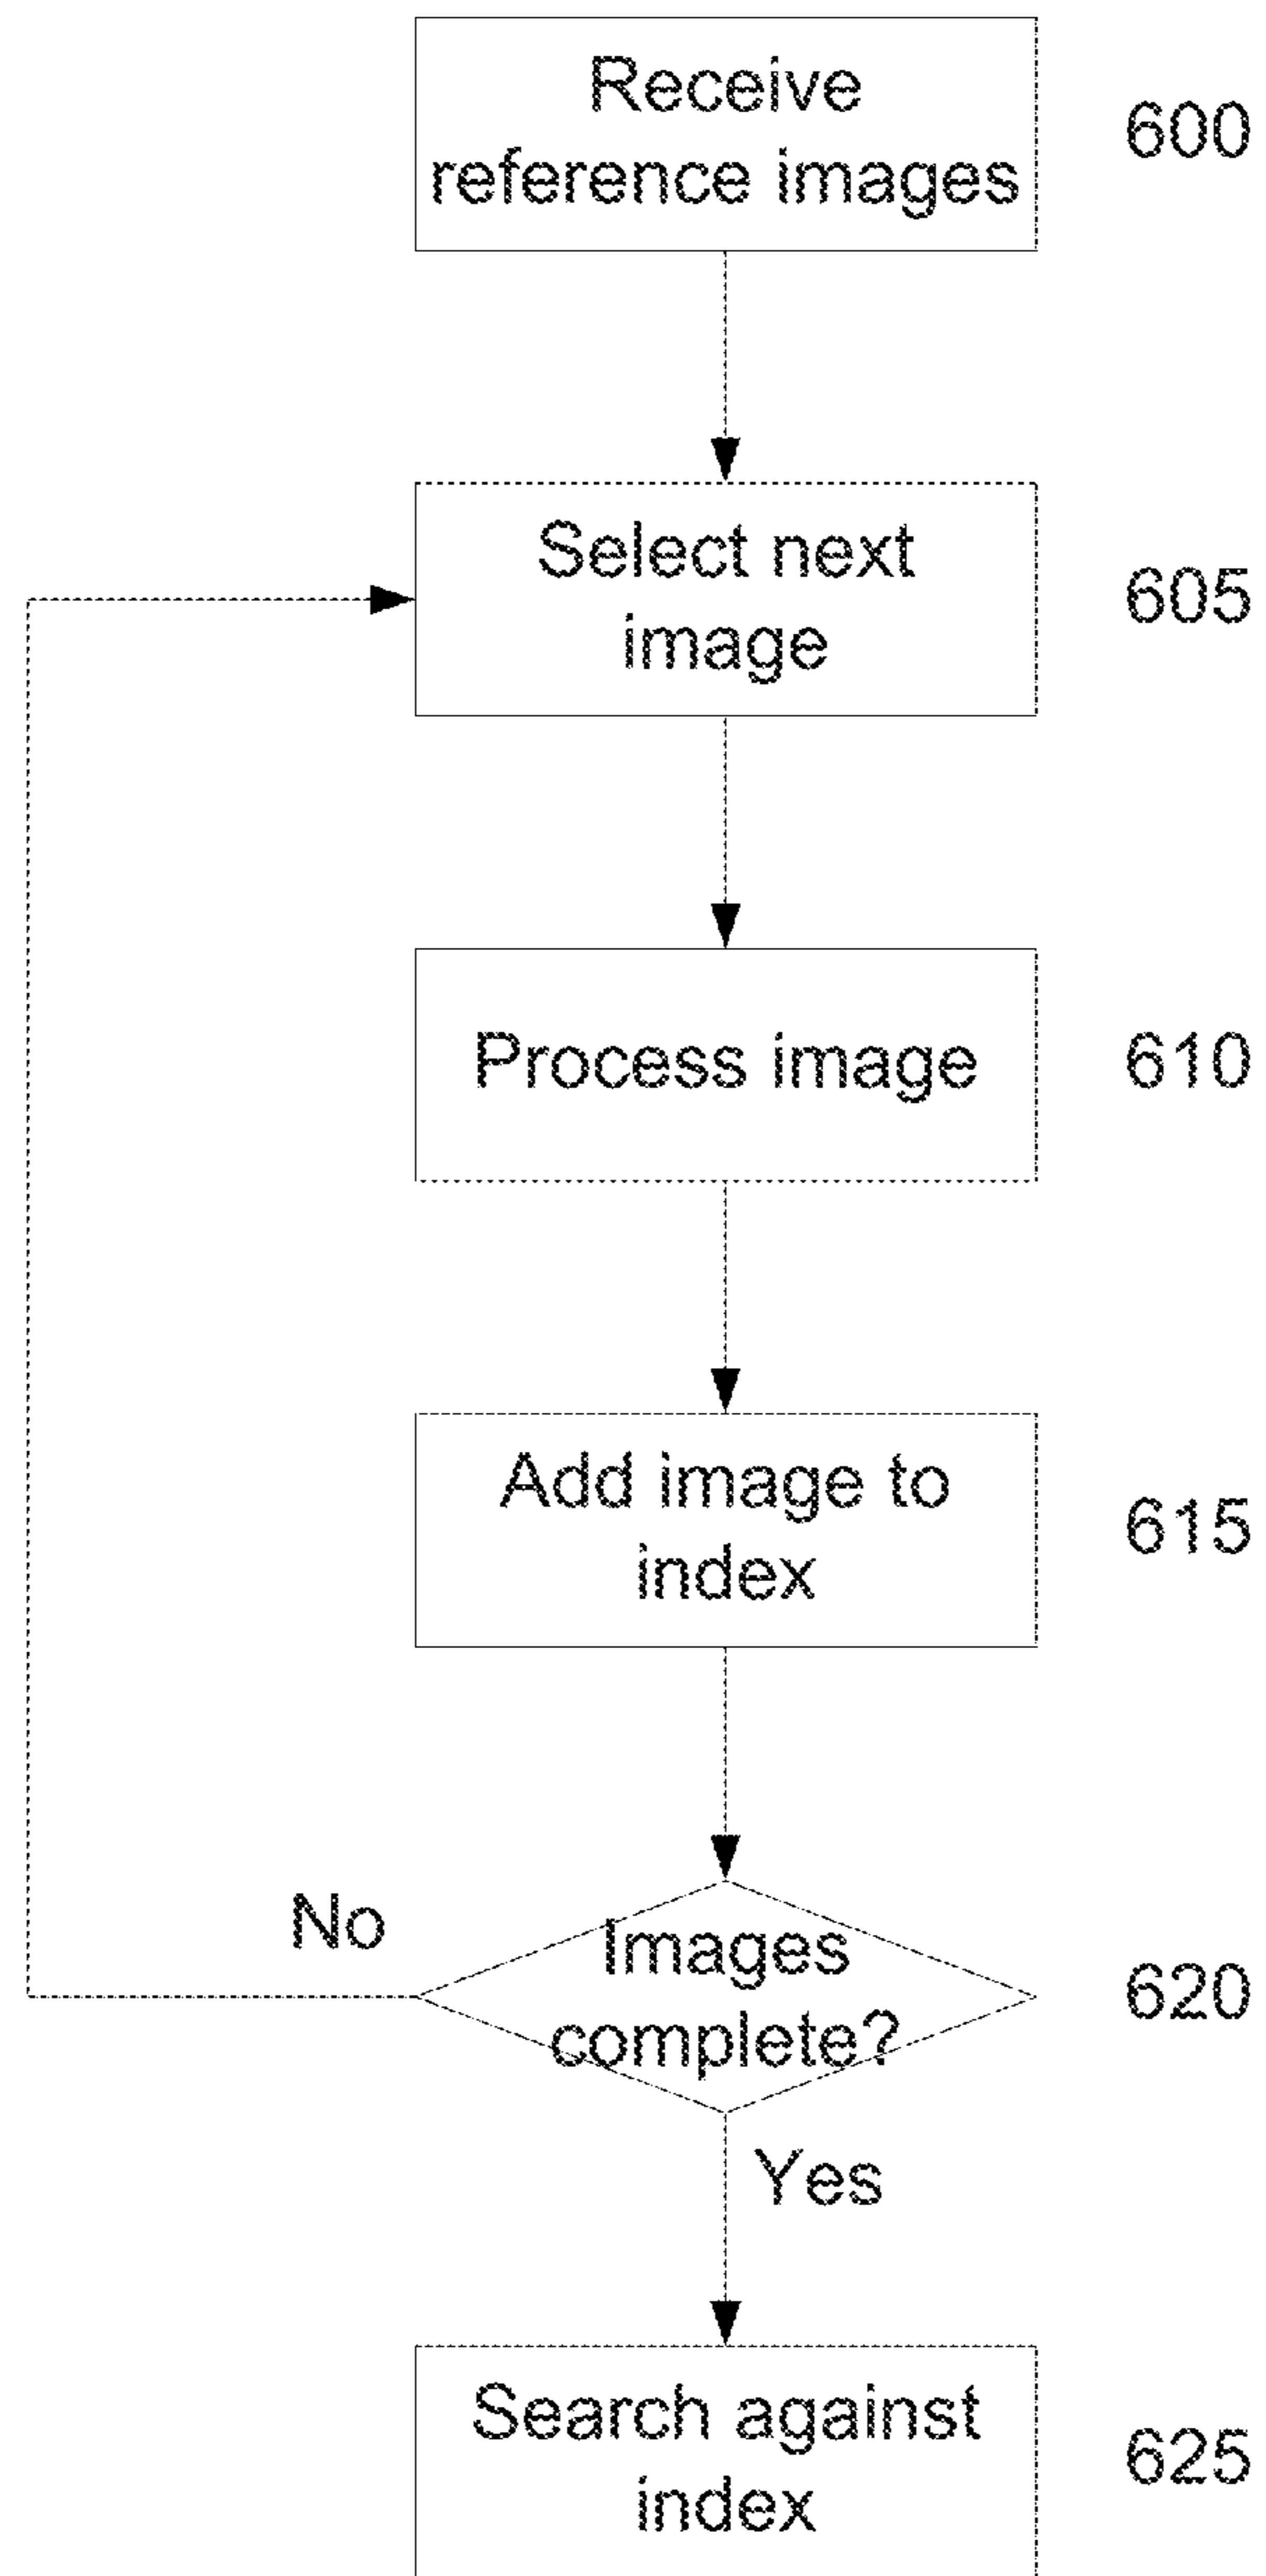 Receive
reference images
600
Select next
image
605
Process image
610
Add image to
index
615
No
Images
complete?
620
Yes
Search against
index
625